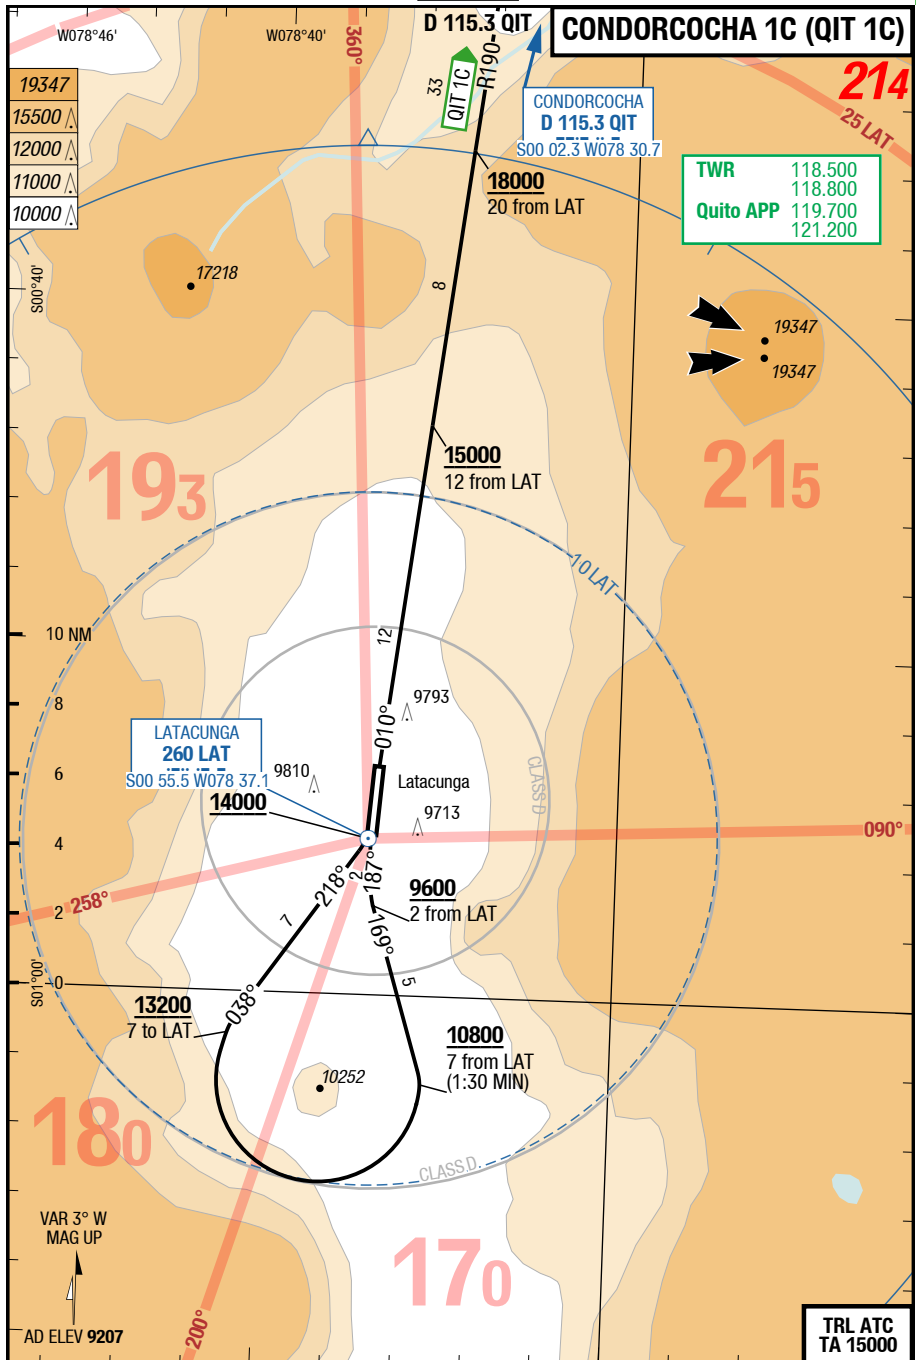 D 115.3 QIT
CONDORCOCHA 1C (QIT 1C)
W078°46'
W078°40'
360°
33
QIT 1C
R190
214
25 LAT
19347
15500
12000
11000
10000
CONDORCOCHA
D 115.3 QIT
S00 02.3 W078 30.7
TWR 118.500
118.800
Quito APP 119.700
121.200
18000
20 from LAT
17218
S00°40'
8
19347
19347
193
215
15000
12 from LAT
10 LAT
10 NM
12
8
9793
010°
LATACUNGA
260 LAT
S00 55.5 W078 37.1
9810
6
Latacunga
CLASS D
14000
9713
4
090°
187°
2
218°
9600
2 from LAT
258°
2
7
169°
S01°00'
0
5
038°
13200
7 to LAT
10800
7 from LAT
(1:30 MIN)
10252
180
CLASS D
VAR 3° W
MAG UP
170
AD ELEV 9207
200°
TRL ATC
TA 15000